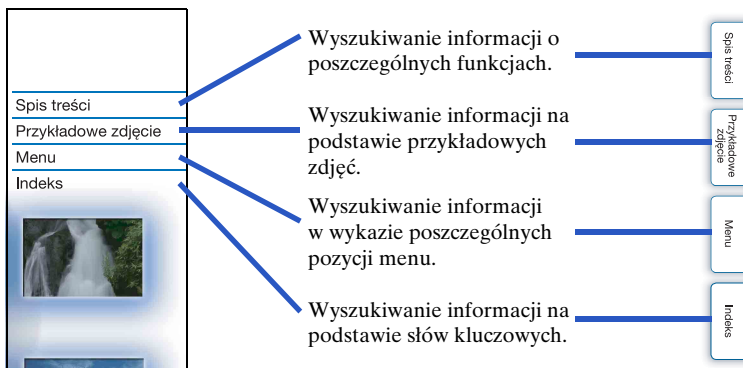 Spis treści
Przykładowe zdjęcie
Menu
Indeks
Wyszukiwanie informacji o
poszczególnych funkcjach.
Wyszukiwanie informacji na
podstawie przykładowych
zdjęć.
Wyszukiwanie informacji
w wykazie poszczególnych
pozycji menu.
Wyszukiwanie informacji na
podstawie słów kluczowych.
Spis treści
Przykładowe
zdjęcie
Menu
Indeks